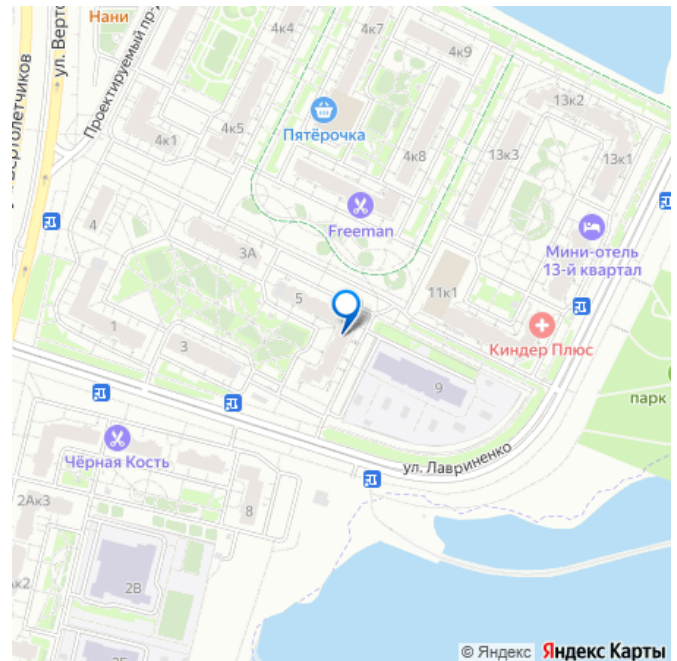 Нани
4к4
4к7
4к9
13к2
ул. Верто
Вертолетчиков
Проектируемый пр-
Пятёрочка
4к1
4к5
4к8
13к3
13к1
Freeman
4
3А
Мини-отель
13-й квартал
5
11к1
1
3
Киндер Плюс
9
парк
ул. Лавриненко
Чёрная Кость
2Ак3
8
к2
2В
© Яндекс Яндекс Карты